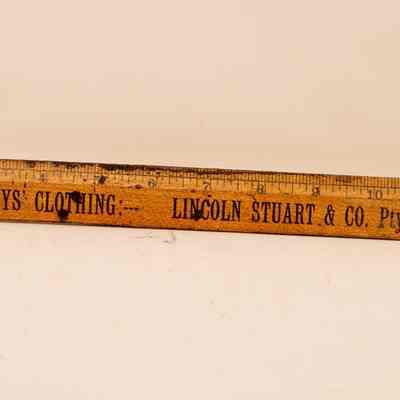 4 5 6 7 8 9 10
YS' CLOTHING:--- LINCOLN STUART & CO. Pty